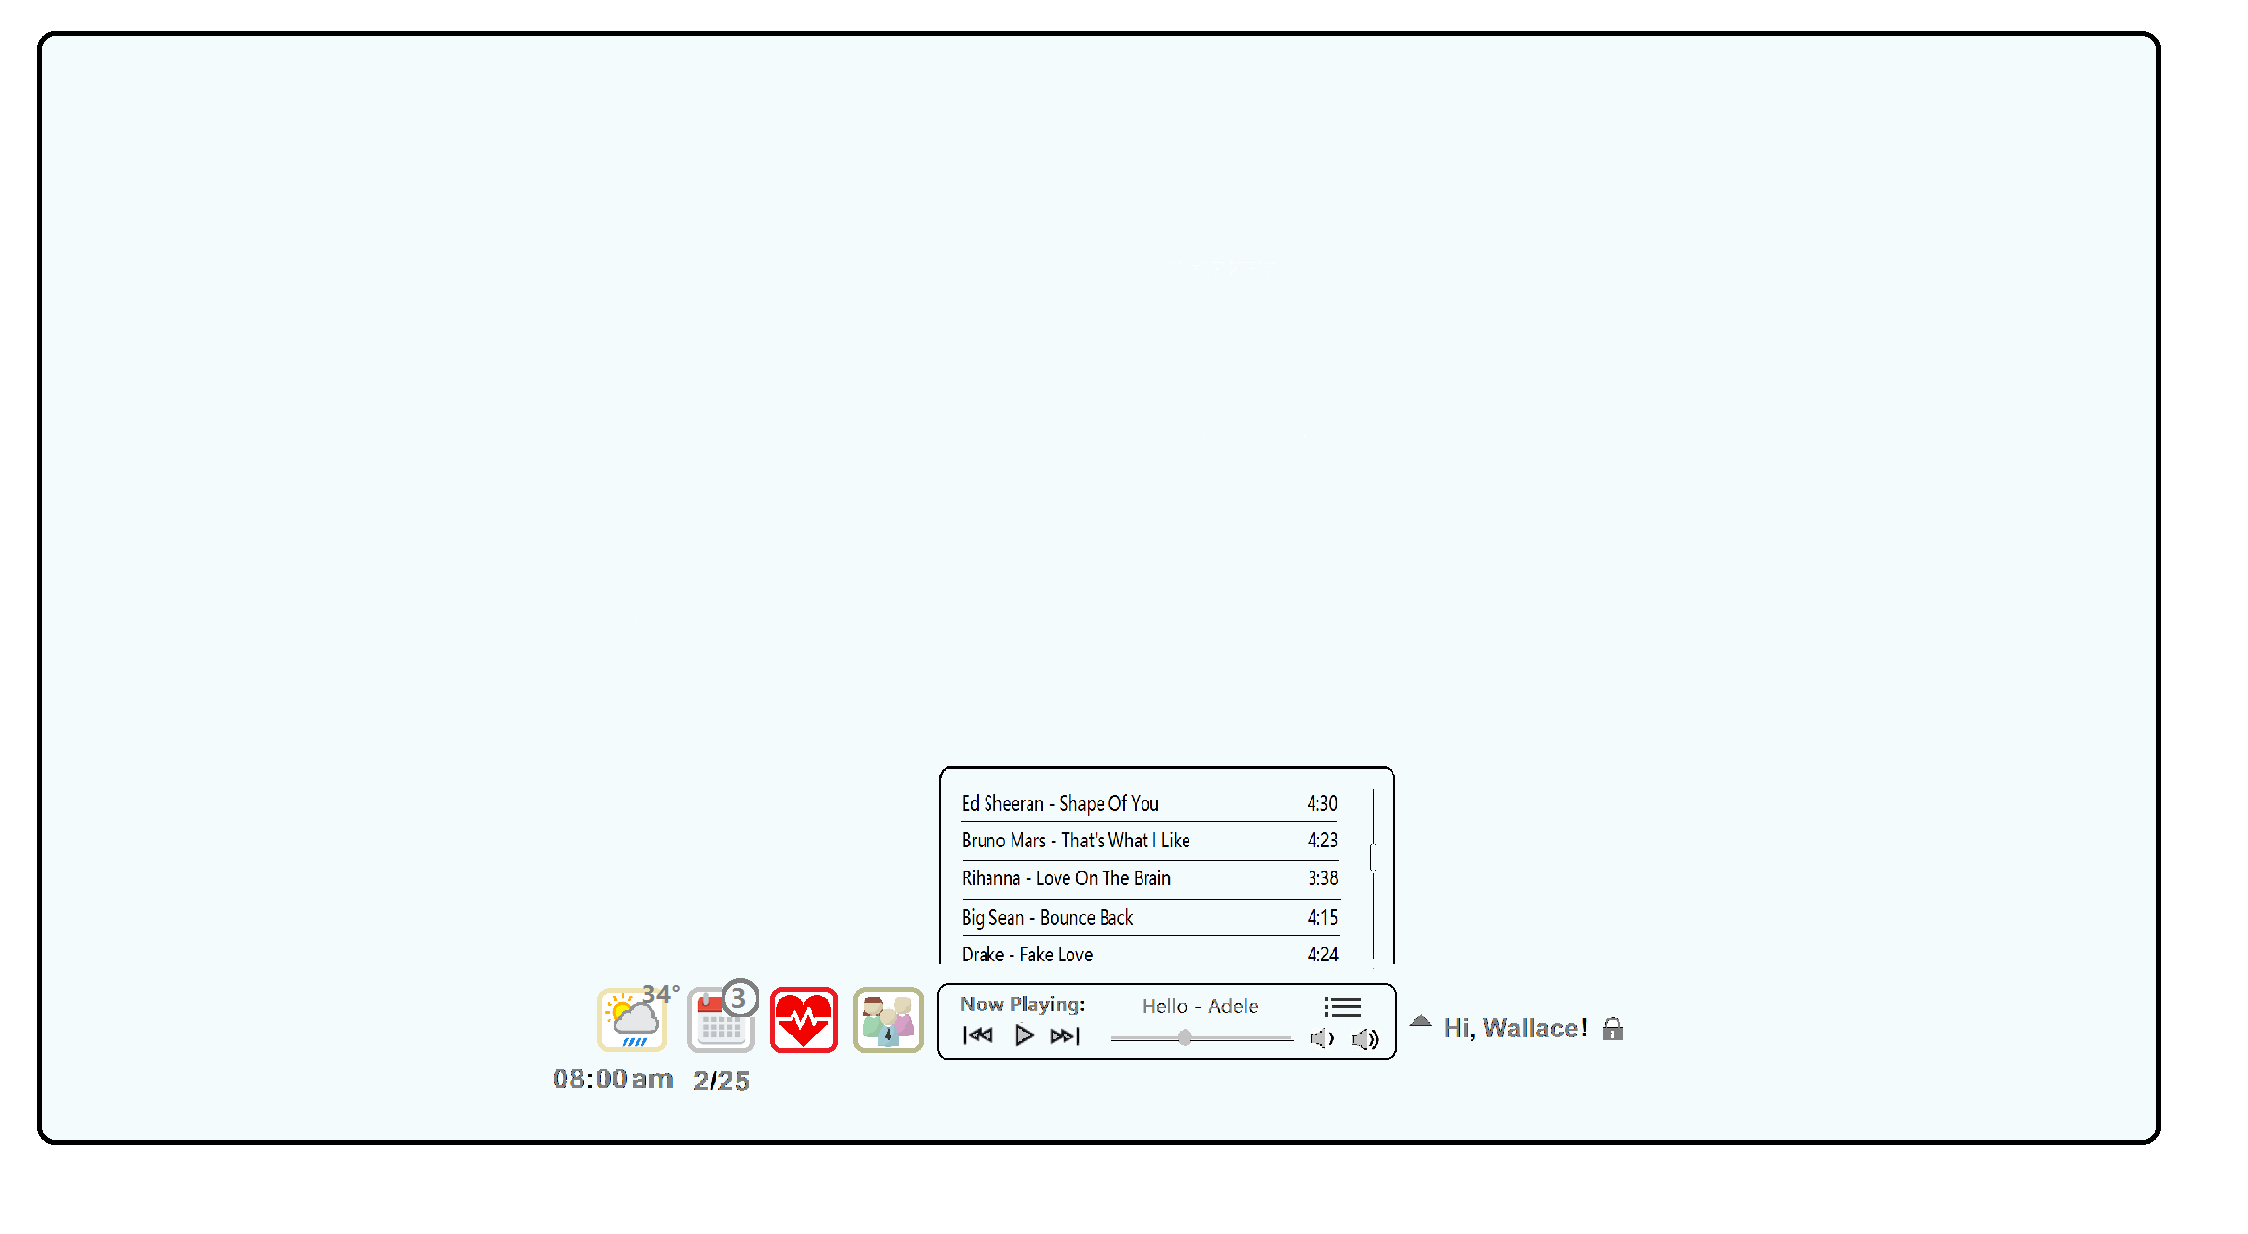 Ed Sheeran - Shape Of You 4:30
Bruno Mars - That's What I Like 4:23
Rihanna - Love On The Brain 3:38
Big Sean - Bounce Back 4:15
Drake - Fake Love 4:24
34°
3
Now Playing: Hello - Adele
Hi, Wallace!
08:00am 2/25